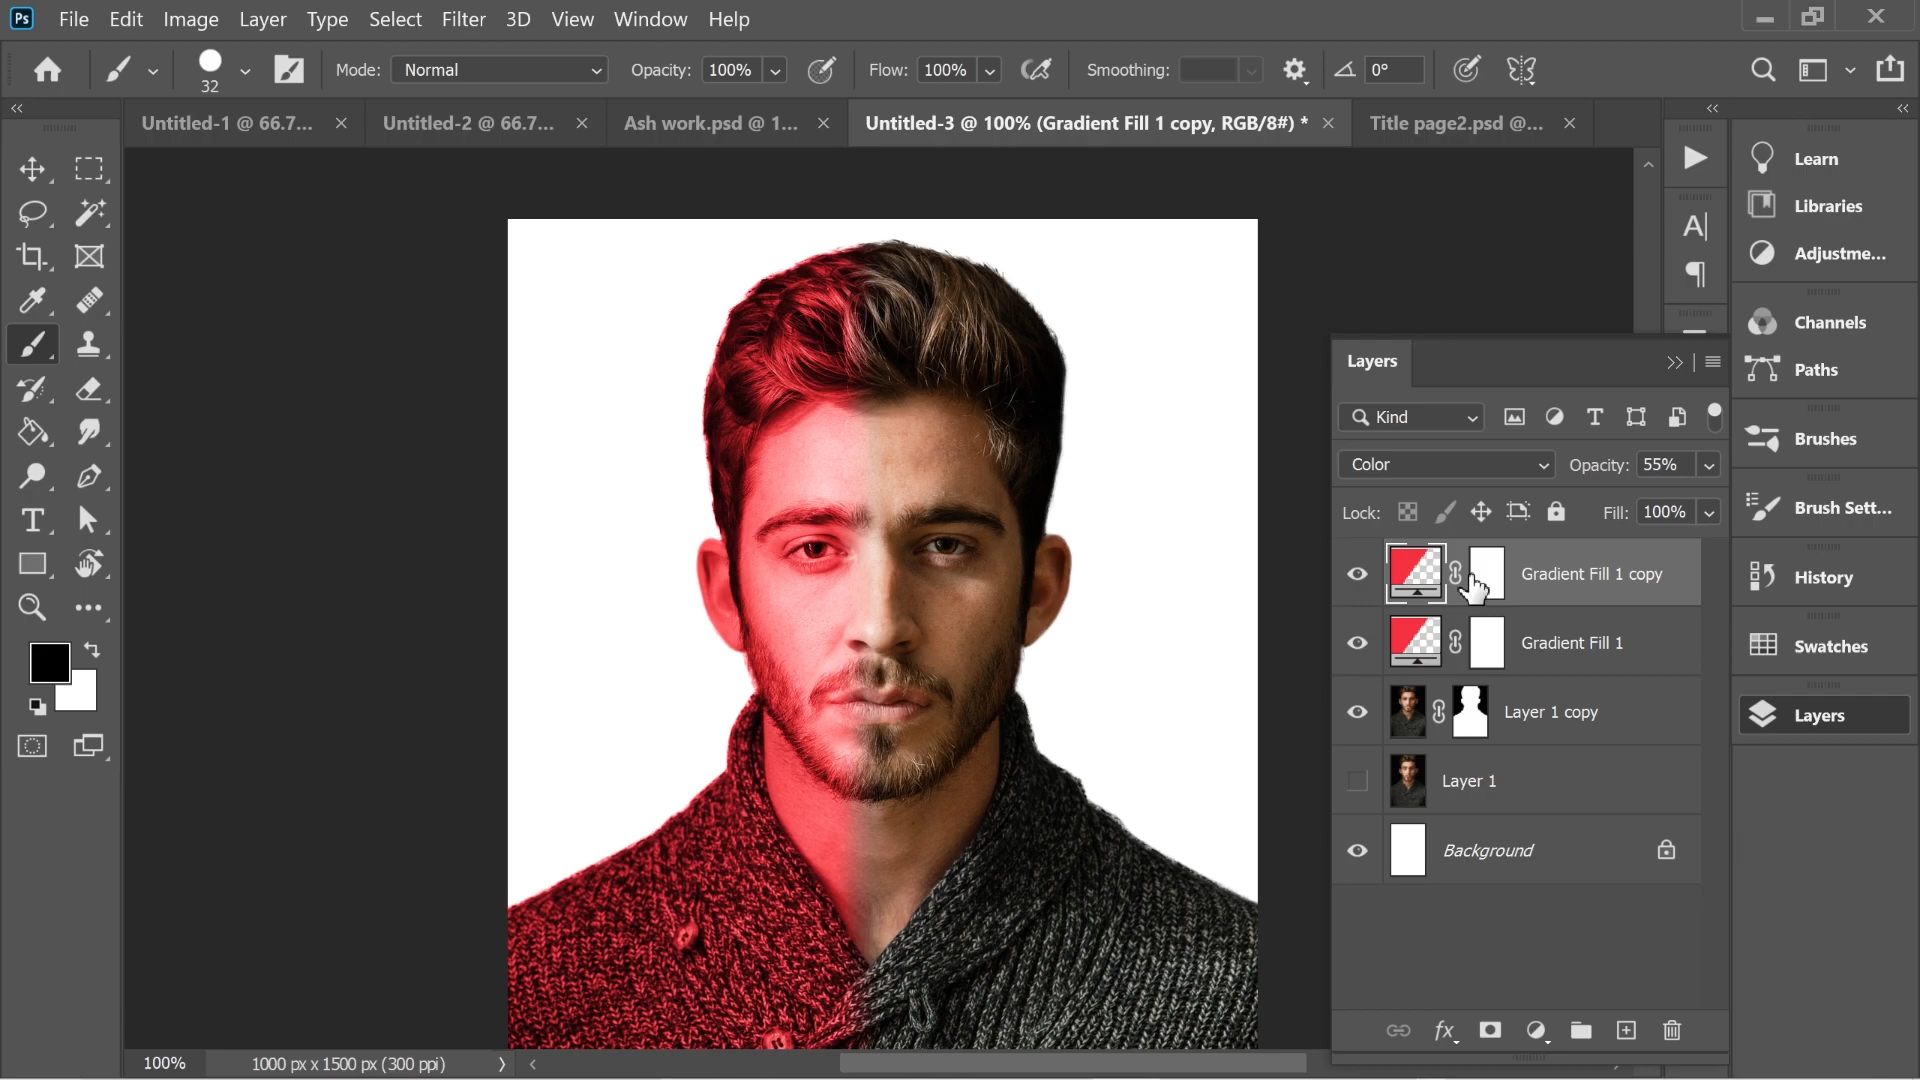 Ps File Edit Image Layer Type Select Filter 3D View Window Help
32 Mode: Normal Opacity: 100% Flow: 100% Smoothing: 0°
Untitled-1 @ 66.7... × Untitled-2 @ 66.7... × Ash work.psd @ 1... × Untitled-3 @ 100% (Gradient Fill 1 copy, RGB/8#) * × Title page2.psd @... ×
Learn
Libraries
Adjustme...
Channels
Paths
Brushes
Brush Sett...
History
Swatches
Layers
Layers
Kind
Color Opacity: 55%
Lock: Fill: 100%
Gradient Fill 1 copy
Gradient Fill 1
Layer 1 copy
Layer 1
Background
fx
100% 1000 px x 1500 px (300 ppi)